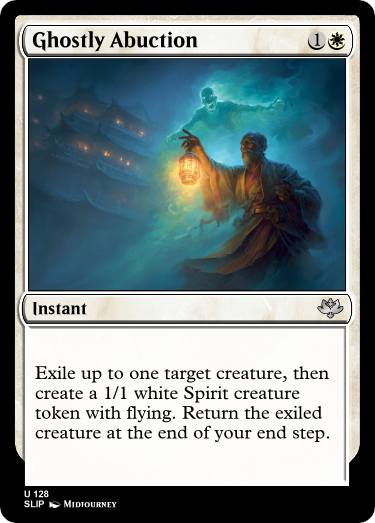 Ghostly Abuction 1
Instant
Exile up to one target creature, then
create a 1/1 white Spirit creature
token with flying. Return the exiled
creature at the end of your end step.
U 128
SLIP Midjourney